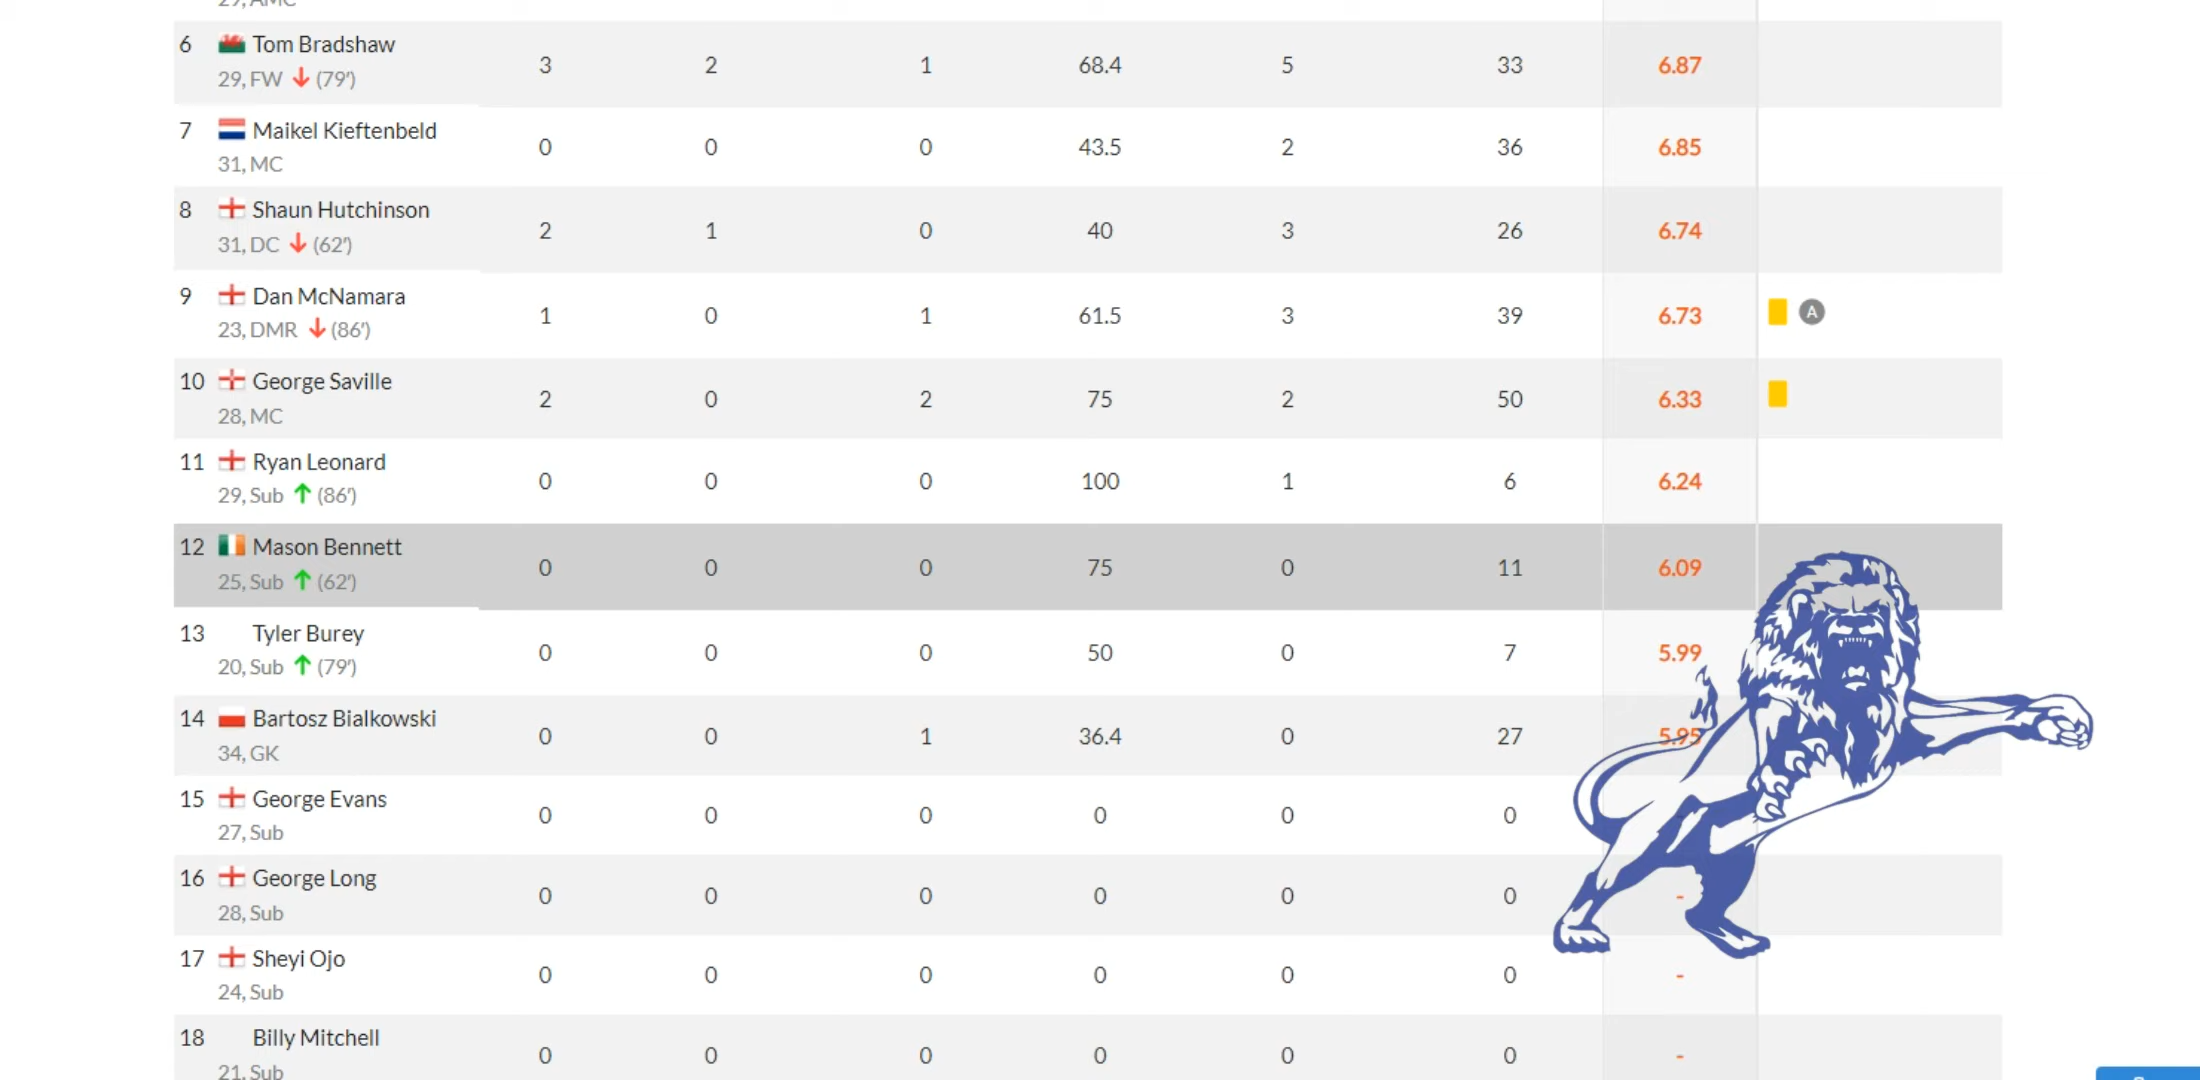 29, AMC
6 Tom Bradshaw 3 2 1 68.4 5 33 6.87
29, FW (79')
7 Maikel Kieftenbeld 0 0 0 43.5 2 36 6.85
31, MC
8 Shaun Hutchinson 2 1 0 40 3 26 6.74
31, DC (62')
9 Dan McNamara 1 0 1 61.5 3 39 6.73 A
23, DMR (86')
10 George Saville 2 0 2 75 2 50 6.33
28, MC
11 Ryan Leonard 0 0 0 100 1 6 6.24
29, Sub (86')
12 Mason Bennett 0 0 0 75 0 11 6.09
25, Sub (62')
13 Tyler Burey 0 0 0 50 0 7 5.99
20, Sub (79')
14 Bartosz Bialkowski 0 0 1 36.4 0 27 5.95
34, GK
15 George Evans 0 0 0 0 0 0
27, Sub
16 George Long 0 0 0 0 0 0 -
28, Sub
17 Sheyi Ojo 0 0 0 0 0 0 -
24, Sub
18 Billy Mitchell 0 0 0 0 0 0 -
21, Sub